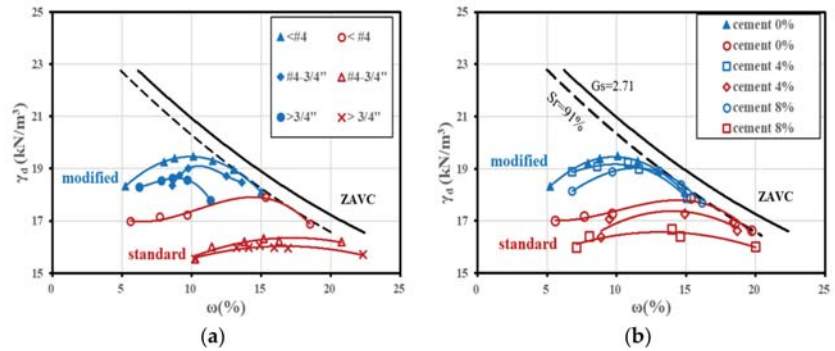 25
23
21
19
17
15
γd (kN/m³)
<#4
< #4
#4-3/4"
#4-3/4"
>3/4"
> 3/4"
modified
standard
ZAVC
0
5
10
15
20
25
ω(%)
(a)
25
23
21
19
17
15
γd (kN/m³)
cement 0%
cement 0%
cement 4%
cement 4%
cement 8%
cement 8%
Gs=2.71
Sr=91%
modified
standard
ZAVC
0
5
10
15
20
25
ω(%)
(b)